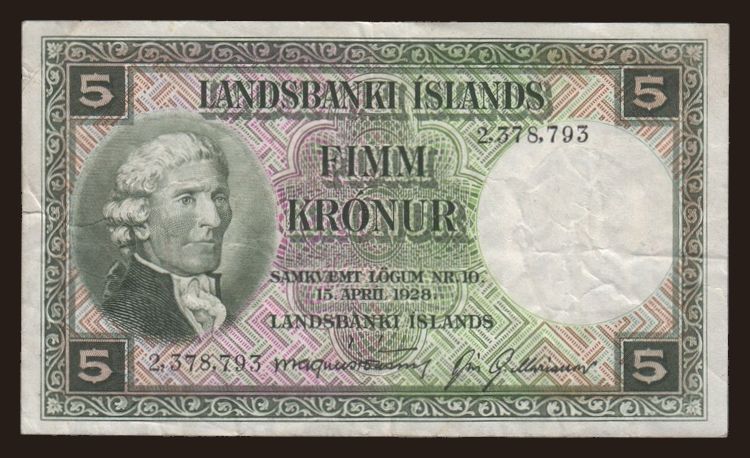 5 LANDSBANKI ÍSLANDS 5
2,378,793
FIMM
KRÓNUR
SAMKVÆMT LÖGUM NR. 10.
15. APRIL 1928.
LANDSBANKI ÍSLANDS
5 2,378,793 5